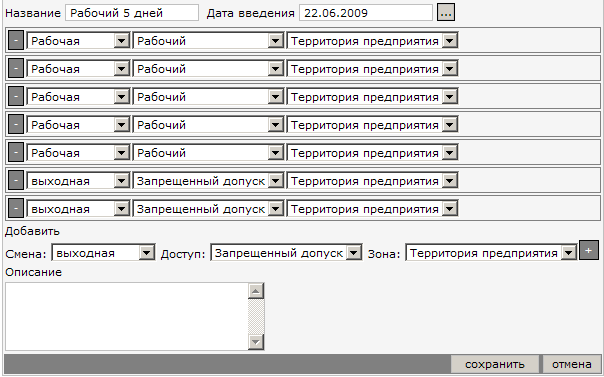 Название Рабочий 5 дней Дата введения 22.06.2009 ...
- Рабочая Рабочий Территория предприятия
- Рабочая Рабочий Территория предприятия
- Рабочая Рабочий Территория предприятия
- Рабочая Рабочий Территория предприятия
- Рабочая Рабочий Территория предприятия
- выходная Запрещенный допуск Территория предприятия
- выходная Запрещенный допуск Территория предприятия
Добавить
Смена: выходная Доступ: Запрещенный допуск Зона: Территория предприятия +
Описание
сохранить отмена